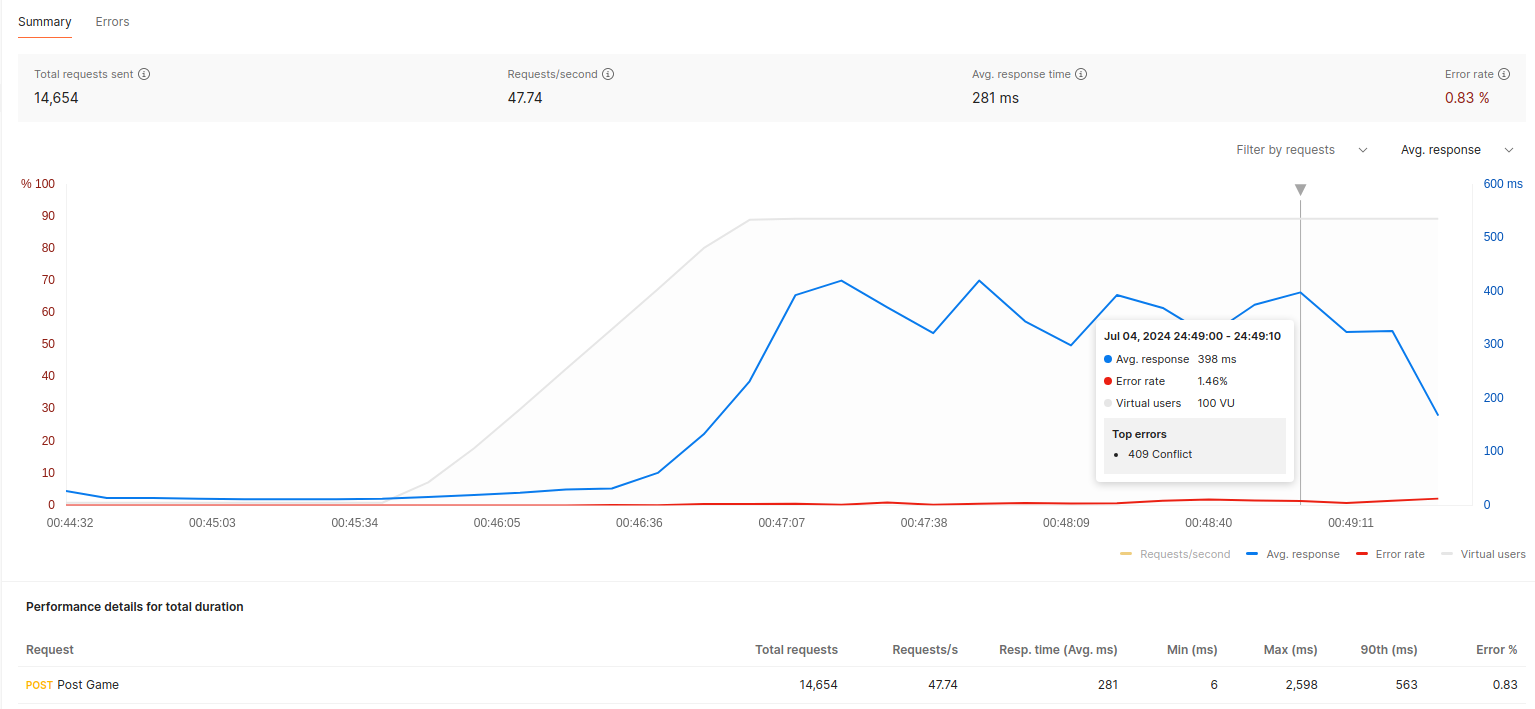 Summary Errors
Total requests sent Requests/second Avg. response time Error rate
14,654 47.74 281 ms 0.83 %
Filter by requests Avg. response
% 100 600 ms
90
500
80
70
400
60
50
300
40
200
30
20
100
10
0 0
Jul 04, 2024 24:49:00 - 24:49:10
Avg. response 398 ms
Error rate 1.46%
Virtual users 100 VU
Top errors
• 409 Conflict
00:44:32 00:45:03 00:45:34 00:46:05 00:46:36 00:47:07 00:47:38 00:48:09 00:48:40 00:49:11
Requests/second Avg. response Error rate Virtual users
Performance details for total duration
Request Total requests Requests/s Resp. time (Avg. ms) Min (ms) Max (ms) 90th (ms) Error %
POST Post Game 14,654 47.74 281 6 2,598 563 0.83